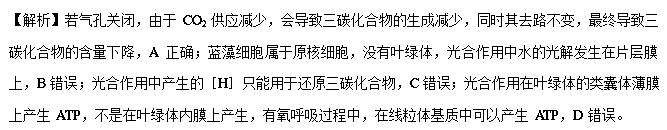 【解析】若气孔关闭，由于 CO₂ 供应减少，会导致三碳化合物的生成减少，同时其去路不变，最终导致三
碳化合物的含量下降，A 正确；蓝藻细胞属于原核细胞，没有叶绿体，光合作用中水的光解发生在片层膜
上，B 错误；光合作用中产生的［H］只能用于还原三碳化合物，C 错误；光合作用在叶绿体的类囊体薄膜
上产生 ATP，不是在叶绿体内膜上产生，有氧呼吸过程中，在线粒体基质中可以产生 ATP，D 错误。